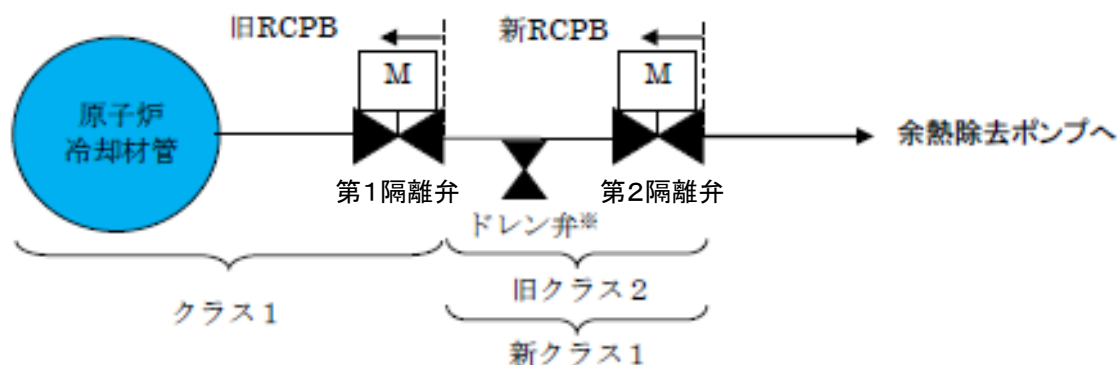 旧RCPB
新RCPB
M
M
原子炉
冷却材管
余熱除去ポンプへ
第1隔離弁
第2隔離弁
ドレン弁※
旧クラス2
クラス1
新クラス1